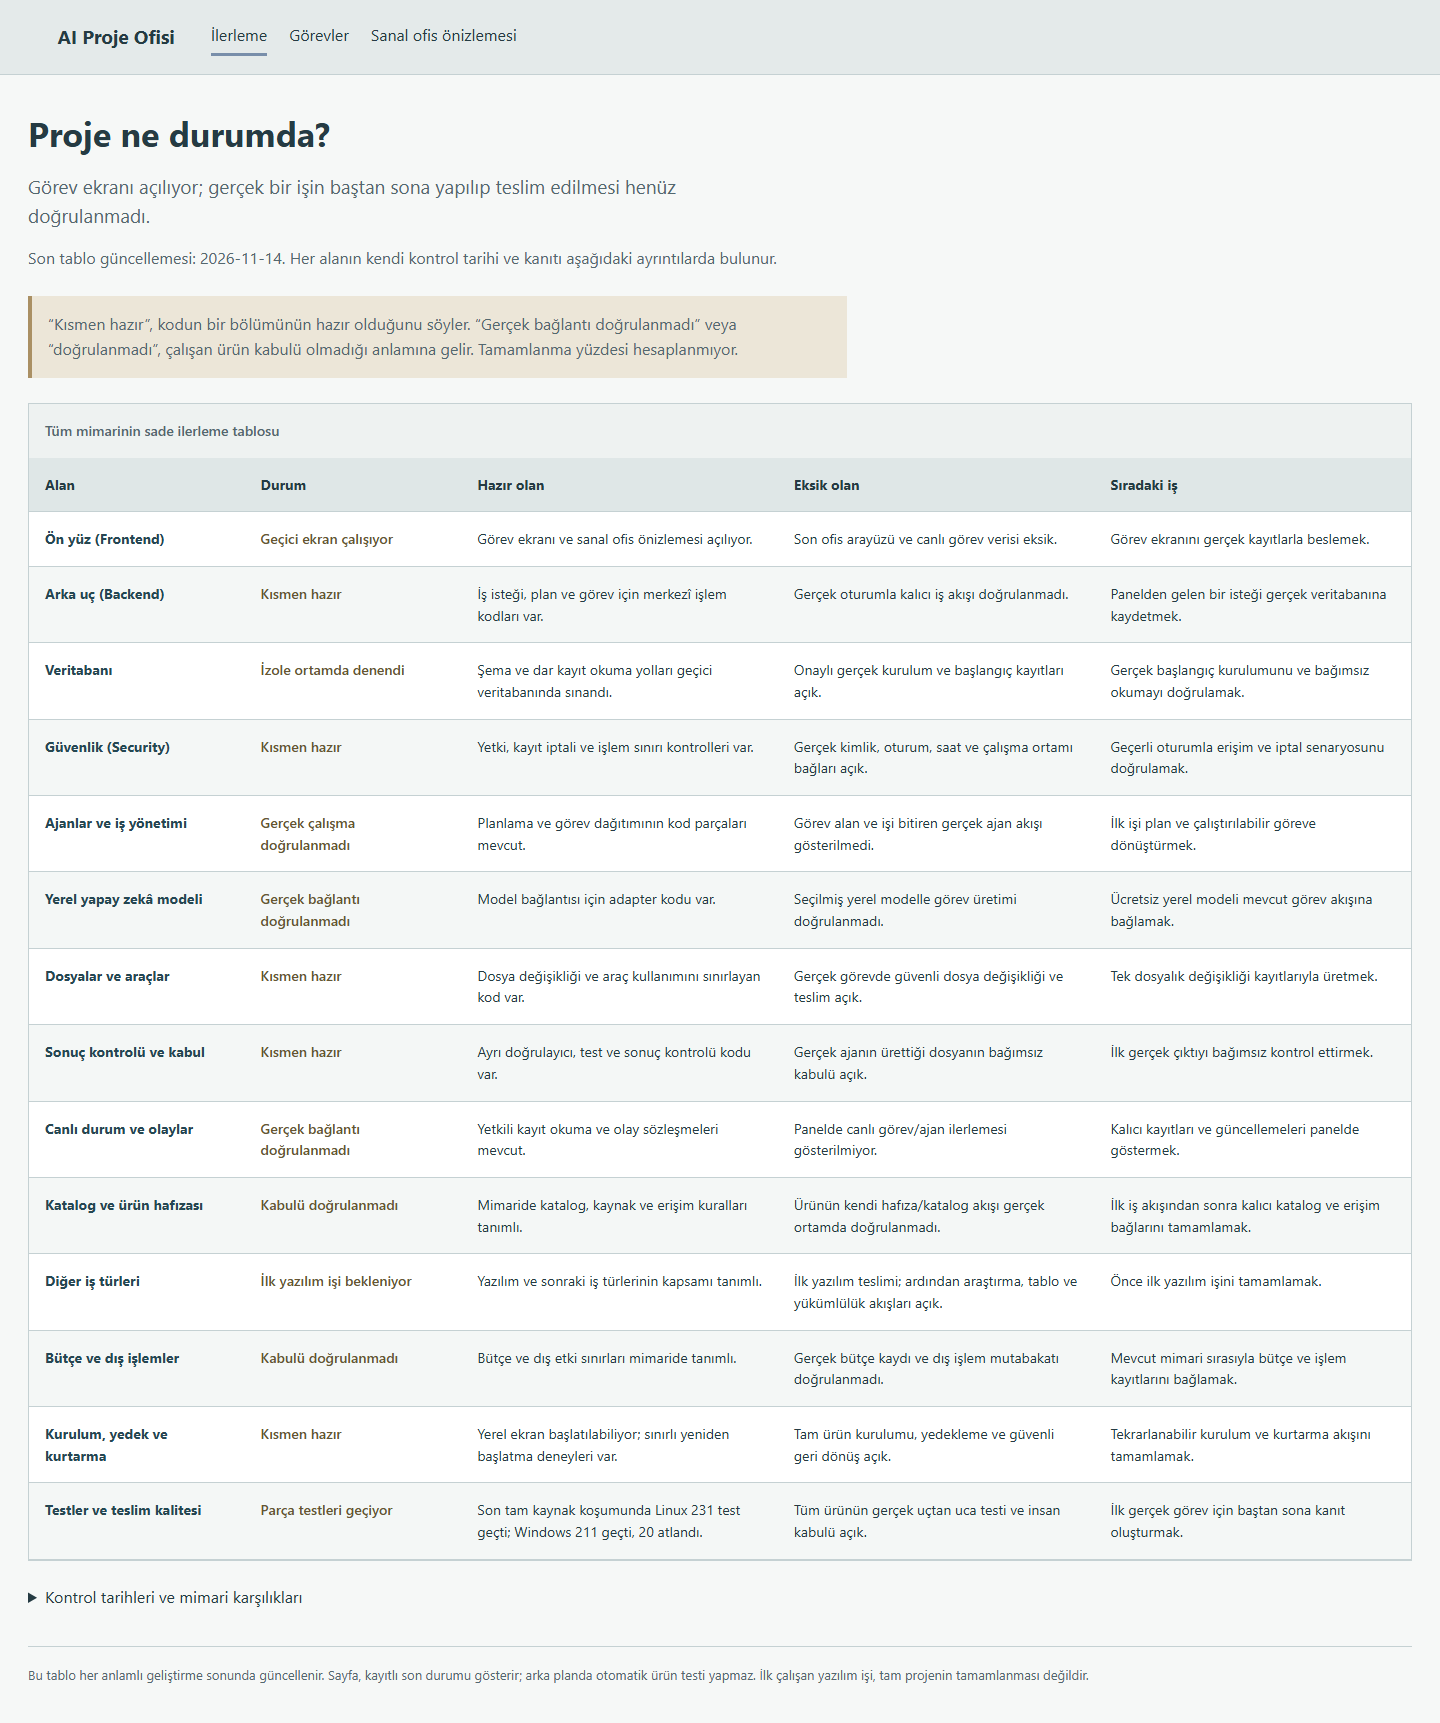 AI Proje Ofisi
İlerleme
Görevler
Sanal ofis önizlemesi
Proje ne durumda?
Görev ekranı açılıyor; gerçek bir işin baştan sona yapılıp teslim edilmesi henüz
doğrulanmadı.
Son tablo güncellemesi: 2026-11-14. Her alanın kendi kontrol tarihi ve kanıtı aşağıdaki ayrıntılarda bulunur.
“Kısmen hazır”, kodun bir bölümünün hazır olduğunu söyler. “Gerçek bağlantı doğrulanmadı” veya
“doğrulanmadı”, çalışan ürün kabulü olmadığı anlamına gelir. Tamamlanma yüzdesi hesaplanmıyor.
Tüm mimarinin sade ilerleme tablosu
Alan
Durum
Hazır olan
Eksik olan
Sıradaki iş
Ön yüz (Frontend)
Geçici ekran çalışıyor
Görev ekranı ve sanal ofis önizlemesi açılıyor.
Son ofis arayüzü ve canlı görev verisi eksik.
Görev ekranını gerçek kayıtlarla beslemek.
Arka uç (Backend)
Kısmen hazır
İş isteği, plan ve görev için merkezî işlem
kodları var.
Gerçek oturumla kalıcı iş akışı doğrulanmadı.
Panelden gelen bir isteği gerçek veritabanına
kaydetmek.
Veritabanı
İzole ortamda denendi
Şema ve dar kayıt okuma yolları geçici
veritabanında sınandı.
Onaylı gerçek kurulum ve başlangıç kayıtları
açık.
Gerçek başlangıç kurulumunu ve bağımsız
okumayı doğrulamak.
Güvenlik (Security)
Kısmen hazır
Yetki, kayıt iptali ve işlem sınırı kontrolleri var.
Gerçek kimlik, oturum, saat ve çalışma ortamı
bağları açık.
Geçerli oturumla erişim ve iptal senaryosunu
doğrulamak.
Ajanlar ve iş yönetimi
Gerçek çalışma
doğrulanmadı
Planlama ve görev dağıtımının kod parçaları
mevcut.
Görev alan ve işi bitiren gerçek ajan akışı
gösterilmedi.
İlk işi plan ve çalıştırılabilir göreve
dönüştürmek.
Yerel yapay zekâ modeli
Gerçek bağlantı
doğrulanmadı
Model bağlantısı için adapter kodu var.
Seçilmiş yerel modelle görev üretimi
doğrulanmadı.
Ücretsiz yerel modeli mevcut görev akışına
bağlamak.
Dosyalar ve araçlar
Kısmen hazır
Dosya değişikliği ve araç kullanımını sınırlayan
kod var.
Gerçek görevde güvenli dosya değişikliği ve
teslim açık.
Tek dosyalık değişikliği kayıtlarıyla üretmek.
Sonuç kontrolü ve kabul
Kısmen hazır
Ayrı doğrulayıcı, test ve sonuç kontrolü kodu
var.
Gerçek ajanın ürettiği dosyanın bağımsız
kabulü açık.
İlk gerçek çıktıyı bağımsız kontrol ettirmek.
Canlı durum ve olaylar
Gerçek bağlantı
doğrulanmadı
Yetkili kayıt okuma ve olay sözleşmeleri
mevcut.
Panelde canlı görev/ajan ilerlemesi
gösterilmiyor.
Kalıcı kayıtları ve güncellemeleri panelde
göstermek.
Katalog ve ürün hafızası
Kabulü doğrulanmadı
Mimaride katalog, kaynak ve erişim kuralları
tanımlı.
Ürünün kendi hafıza/katalog akışı gerçek
ortamda doğrulanmadı.
İlk iş akışından sonra kalıcı katalog ve erişim
bağlarını tamamlamak.
Diğer iş türleri
İlk yazılım işi bekleniyor
Yazılım ve sonraki iş türlerinin kapsamı tanımlı.
İlk yazılım teslimi; ardından araştırma, tablo ve
yükümlülük akışları açık.
Önce ilk yazılım işini tamamlamak.
Bütçe ve dış işlemler
Kabulü doğrulanmadı
Bütçe ve dış etki sınırları mimaride tanımlı.
Gerçek bütçe kaydı ve dış işlem mutabakatı
doğrulanmadı.
Mevcut mimari sırasıyla bütçe ve işlem
kayıtlarını bağlamak.
Kurulum, yedek ve
kurtarma
Kısmen hazır
Yerel ekran başlatılabiliyor; sınırlı yeniden
başlatma deneyleri var.
Tam ürün kurulumu, yedekleme ve güvenli
geri dönüş açık.
Tekrarlanabilir kurulum ve kurtarma akışını
tamamlamak.
Testler ve teslim kalitesi
Parça testleri geçiyor
Son tam kaynak koşumunda Linux 231 test
geçti; Windows 211 geçti, 20 atlandı.
Tüm ürünün gerçek uçtan uca testi ve insan
kabulü açık.
İlk gerçek görev için baştan sona kanıt
oluşturmak.
Kontrol tarihleri ve mimari karşılıkları
Bu tablo her anlamlı geliştirme sonunda güncellenir. Sayfa, kayıtlı son durumu gösterir; arka planda otomatik ürün testi yapmaz. İlk çalışan yazılım işi, tam projenin tamamlanması değildir.